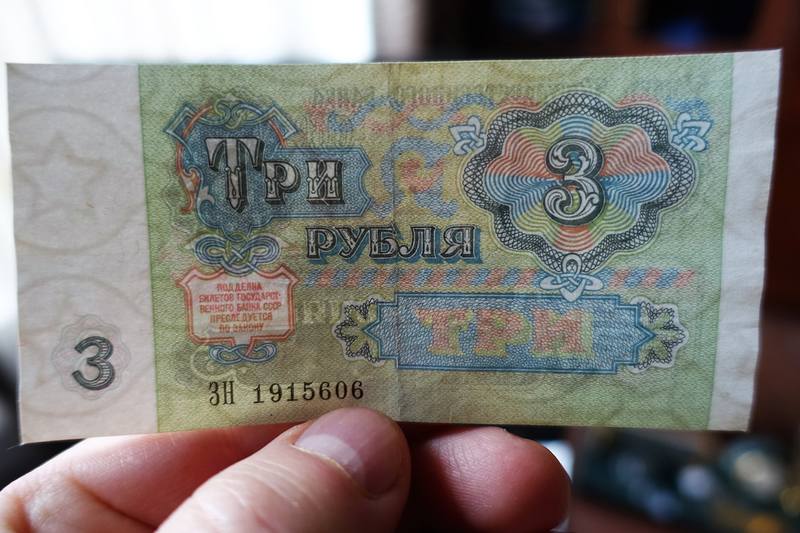 ТРИ
РУБЛЯ
3
ПОДДЕЛКА
БИЛЕТОВ ГОСУДАРСТ-
ВЕННОГО БАНКА СССР
ПРЕСЛЕДУЕТСЯ
ПО ЗАКОНУ
ТРИ
3
ЗН 1915606